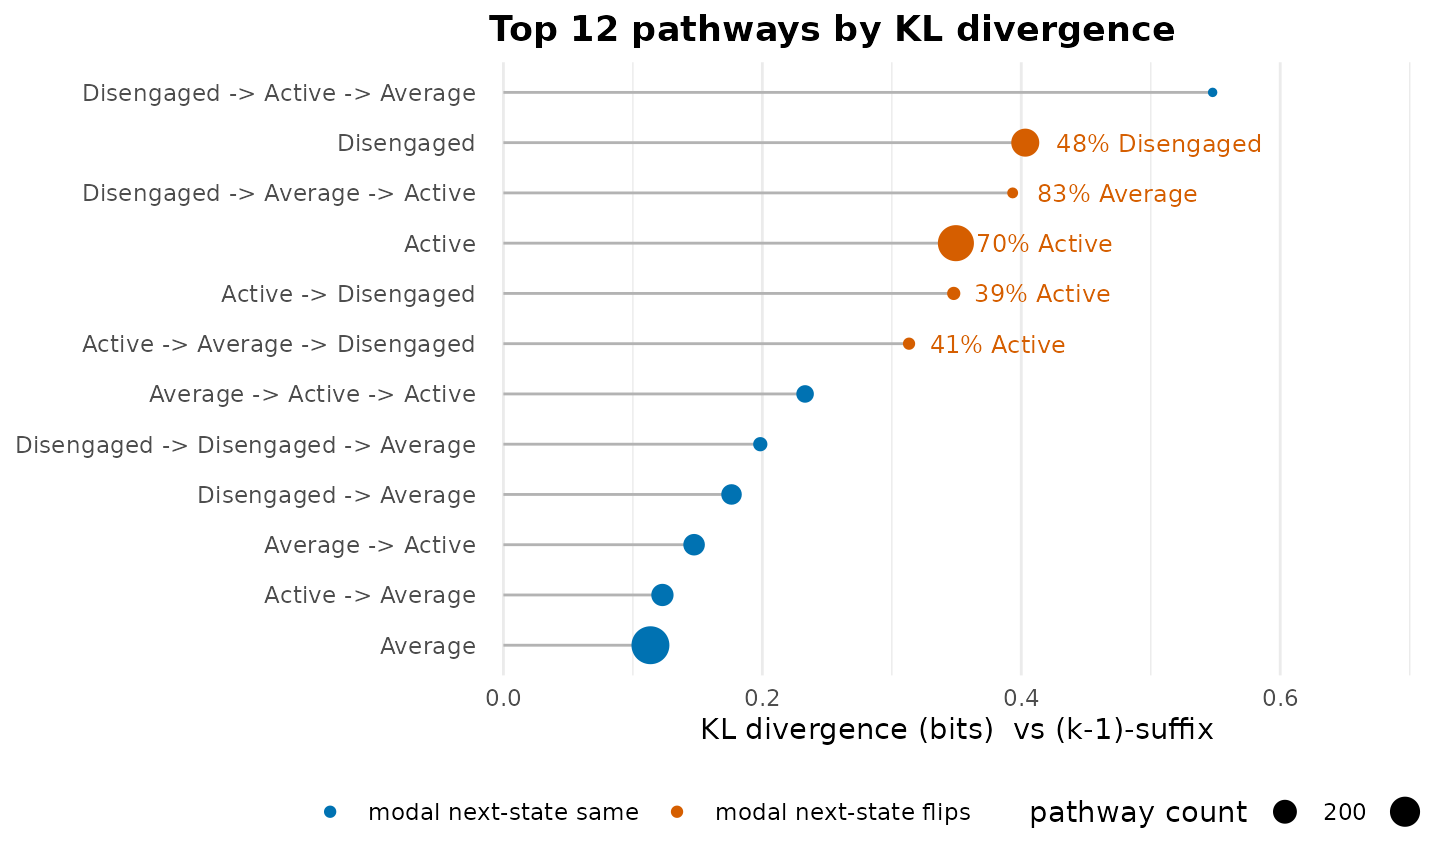 Top 12 pathways by KL divergence
Disengaged -> Active -> Average
Disengaged
48% Disengaged
Disengaged -> Average -> Active
83% Average
Active
70% Active
Active -> Disengaged
39% Active
Active -> Average -> Disengaged
41% Active
Average -> Active -> Active
Disengaged -> Disengaged -> Average
Disengaged -> Average
Average -> Active
Active -> Average
Average
0.0 0.2 0.4 0.6
KL divergence (bits)  vs (k-1)-suffix
modal next-state same modal next-state flips pathway count 200